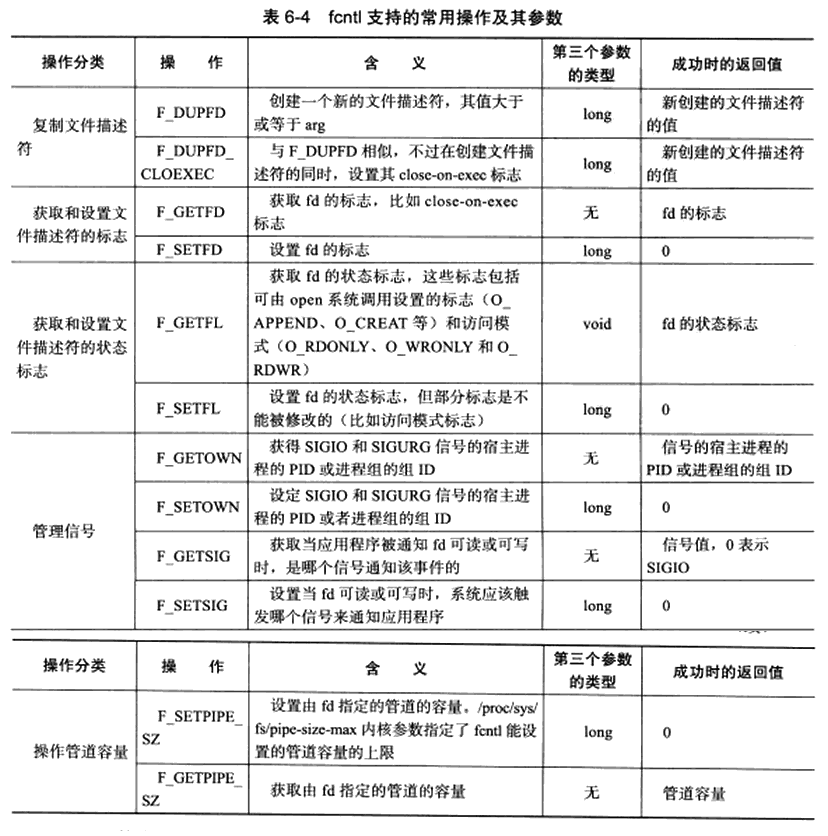 表 6-4 fcntl 支持的常用操作及其参数
操作分类 操 作 含 义 第三个参数的类型 成功时的返回值
复制文件描述符
F_DUPFD
创建一个新的文件描述符，其值大于
或等于 arg
long
新创建的文件描述符
的值
F_DUPFD_
CLOEXEC
与 F_DUPFD 相似，不过在创建文件描
述符的同时，设置其 close-on-exec 标志
long
新创建的文件描述符
的值
获取和设置文
件描述符的标志
F_GETFD
获取 fd 的标志，比如 close-on-exec
标志
无
fd 的标志
F_SETFD
设置 fd 的标志
long
0
获取和设置文
件描述符的状态
标志
F_GETFL
获取 fd 的状态标志，这些标志包括
可由 open 系统调用设置的标志（O_
APPEND、O_CREAT 等）和访问模
式（O_RDONLY、O_WRONLY 和 O_
RDWR）
void
fd 的状态标志
F_SETFL
设置 fd 的状态标志，但部分标志是不
能被修改的（比如访问模式标志）
long
0
管理信号
F_GETOWN
获得 SIGIO 和 SIGURG 信号的宿主进
程的 PID 或进程组的组 ID
无
信号的宿主进程的
PID 或进程组的组 ID
F_SETOWN
设定 SIGIO 和 SIGURG 信号的宿主进
程的 PID 或者进程组的组 ID
long
0
F_GETSIG
获取当应用程序被通知 fd 可读或可写
时，是哪个信号通知该事件的
无
信号值，0 表示
SIGIO
F_SETSIG
设置当 fd 可读或可写时，系统应该触
发哪个信号来通知应用程序
long
0
操作分类 操 作 含 义 第三个参数的类型 成功时的返回值
操作管道容量
F_SETPIPE_
SZ
设置由 fd 指定的管道的容量。/proc/sys/
fs/pipe-size-max 内核参数指定了 fcntl 能设
置的管道容量的上限
long
0
F_GETPIPE_
SZ
获取由 fd 指定的管道的容量
无
管道容量